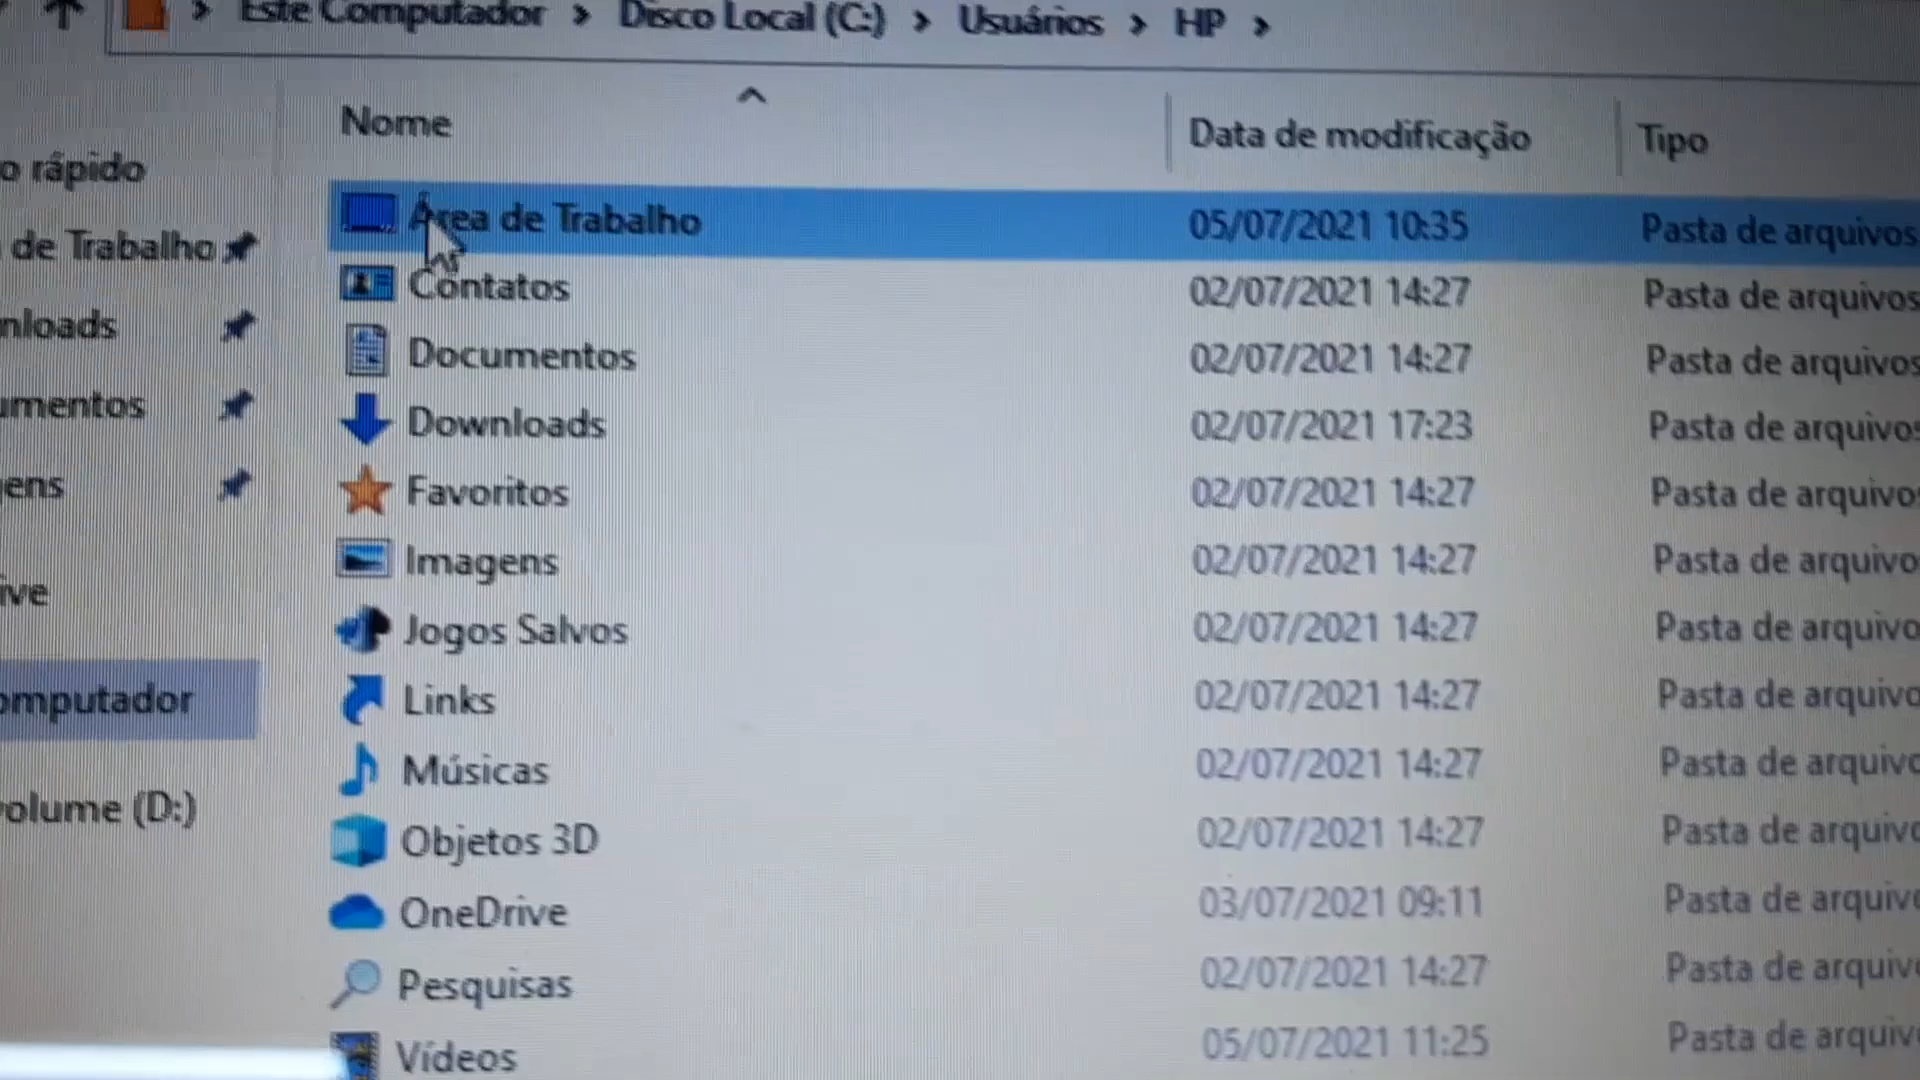 Este Computador > Disco Local (C:) > Usuários > HP >
Nome Data de modificação Tipo
o rápido
de Trabalho
nloads
umentos
ens
ive
omputador
olume (D:)
Área de Trabalho 05/07/2021 10:35 Pasta de arquivos
Contatos 02/07/2021 14:27 Pasta de arquivos
Documentos 02/07/2021 14:27 Pasta de arquivos
Downloads 02/07/2021 17:23 Pasta de arquivos
Favoritos 02/07/2021 14:27 Pasta de arquivo
Imagens 02/07/2021 14:27 Pasta de arquivo
Jogos Salvos 02/07/2021 14:27 Pasta de arquivo
Links 02/07/2021 14:27 Pasta de arquivo
Músicas 02/07/2021 14:27 Pasta de arquivo
Objetos 3D 02/07/2021 14:27 Pasta de arquivo
OneDrive 03/07/2021 09:11 Pasta de arquivo
Pesquisas 02/07/2021 14:27 Pasta de arquiv
Vídeos 05/07/2021 11:25 Pasta de arquiv